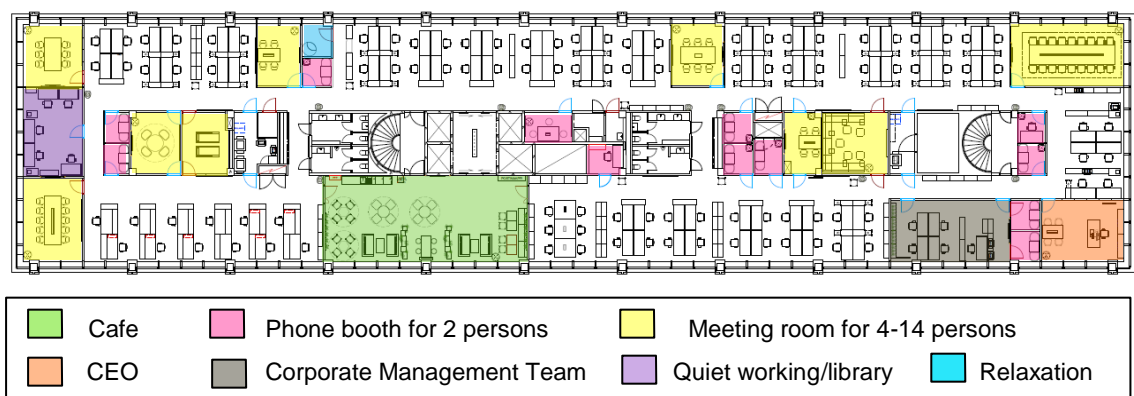 Cafe Phone booth for 2 persons Meeting room for 4-14 persons
CEO Corporate Management Team Quiet working/library Relaxation